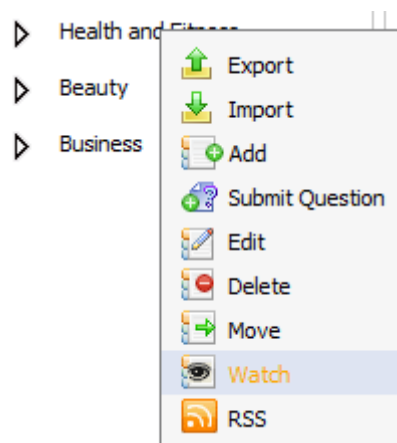 Health and Fitness
Export
Beauty
Import
Business
Add
Submit Question
Edit
Delete
Move
Watch
RSS